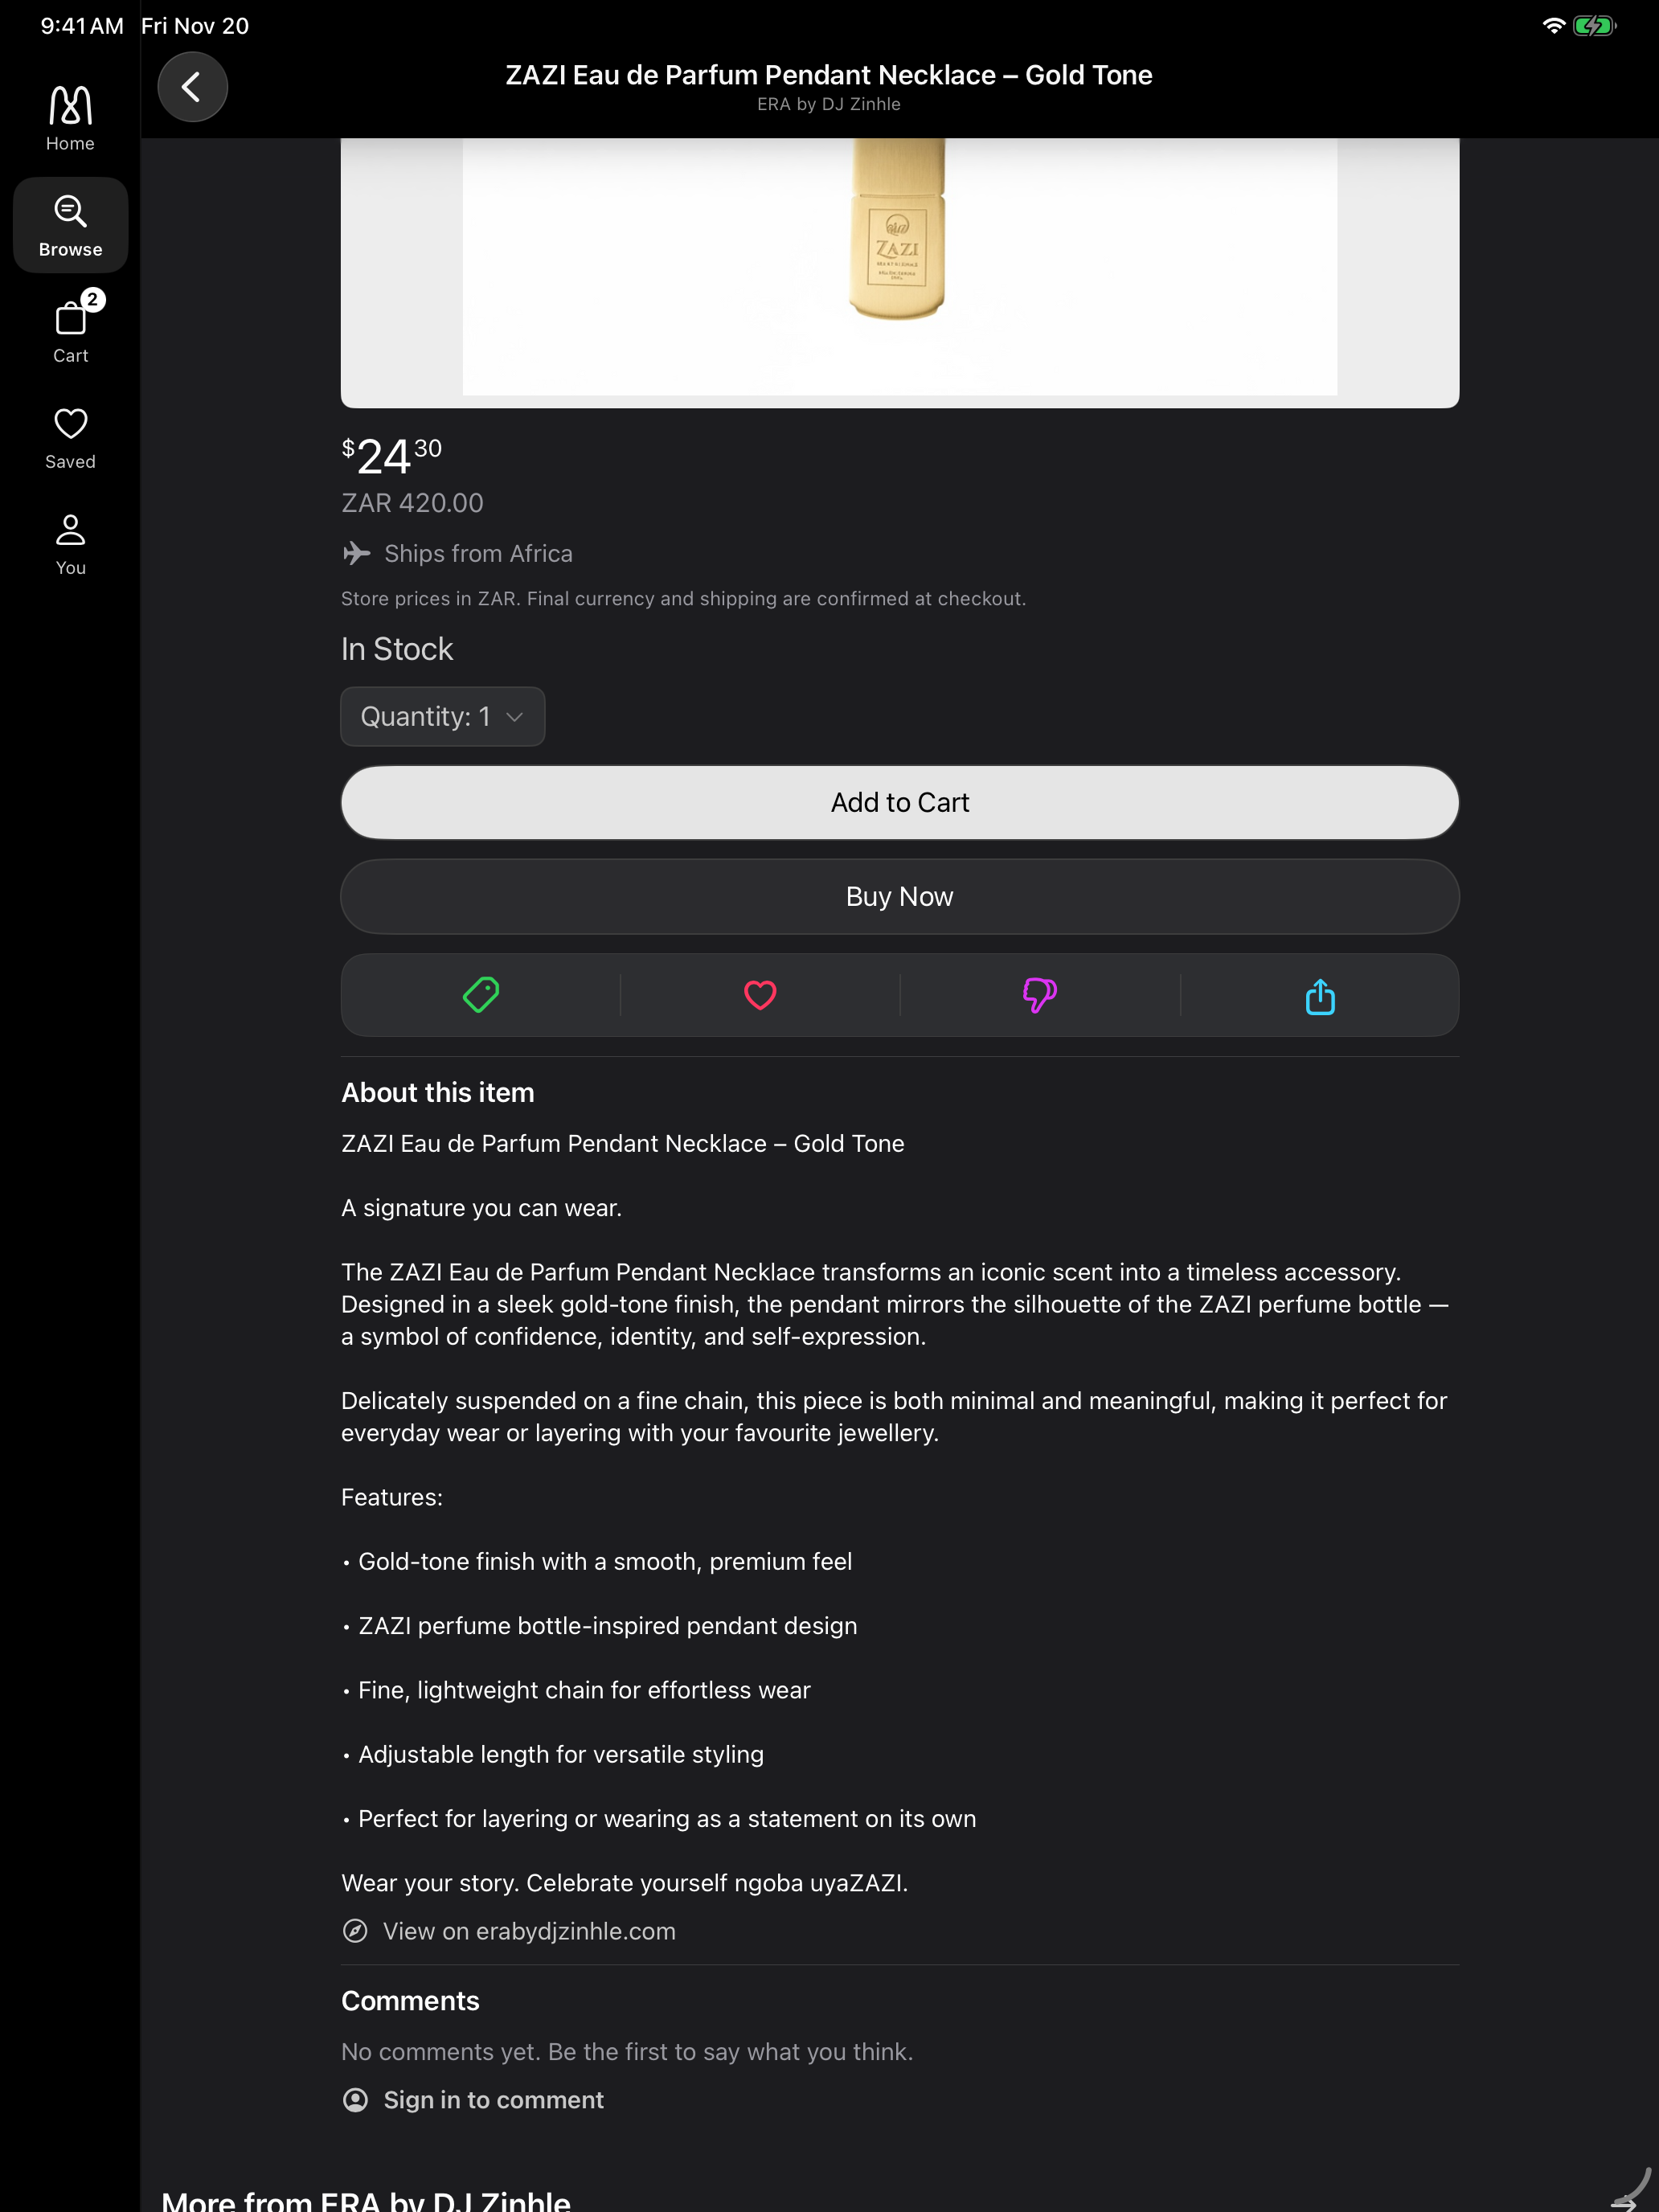 9:41 AM Fri Nov 20
ZAZI Eau de Parfum Pendant Necklace – Gold Tone
ERA by DJ Zinhle
Home
Browse
2
Cart
Saved
You
era
ZAZI
$24 30
ZAR 420.00
Ships from Africa
Store prices in ZAR. Final currency and shipping are confirmed at checkout.
In Stock
Quantity: 1
Add to Cart
Buy Now
About this item
ZAZI Eau de Parfum Pendant Necklace – Gold Tone
A signature you can wear.
The ZAZI Eau de Parfum Pendant Necklace transforms an iconic scent into a timeless accessory.
Designed in a sleek gold-tone finish, the pendant mirrors the silhouette of the ZAZI perfume bottle —
a symbol of confidence, identity, and self-expression.
Delicately suspended on a fine chain, this piece is both minimal and meaningful, making it perfect for
everyday wear or layering with your favourite jewellery.
Features:
• Gold-tone finish with a smooth, premium feel
• ZAZI perfume bottle-inspired pendant design
• Fine, lightweight chain for effortless wear
• Adjustable length for versatile styling
• Perfect for layering or wearing as a statement on its own
Wear your story. Celebrate yourself ngoba uyaZAZI.
View on erabydjzinhle.com
Comments
No comments yet. Be the first to say what you think.
Sign in to comment
More from ERA by DJ Zinhle